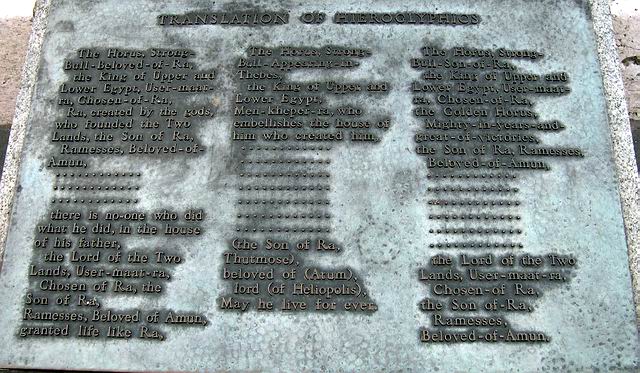 TRANSLATION OF HIEROGLYPHICS
The Horus, Strong-
Bull-Beloved-of-Ra,
the King of Upper and
Lower Egypt, User-maat-
ra, Chosen-of-Ra,
Ra, created by the gods,
who founded the Two
Lands, the Son of Ra,
Ramesses, Beloved-of-
Amun,
there is no-one who did
what he did, in the house
of his father,
the Lord of the Two
Lands, User-maat-ra,
Chosen of Ra, the
Son of Ra,
Ramesses, Beloved of Amun,
granted life like Ra,
The Horus, Strong-
Bull-Appearing-in-
Thebes,
the King of Upper and
Lower Egypt,
Men-kheper-ra, who
embellishes the house of
him who created him,
(the Son of Ra,
Thutmose),
beloved of (Atum),
lord (of Heliopolis),
May he live for ever.
The Horus, Strong-
Bull-Son-of-Ra,
the King of Upper and
Lower Egypt, User-maat-
ra, Chosen-of-Ra,
the Golden Horus,
Mighty-in-years-and-
great-of-victories,
the Son of Ra, Ramesses,
Beloved-of-Amun,
the Lord of the Two
Lands, User-maat-ra,
Chosen-of-Ra,
the Son-of-Ra,
Ramesses,
Beloved-of-Amun,